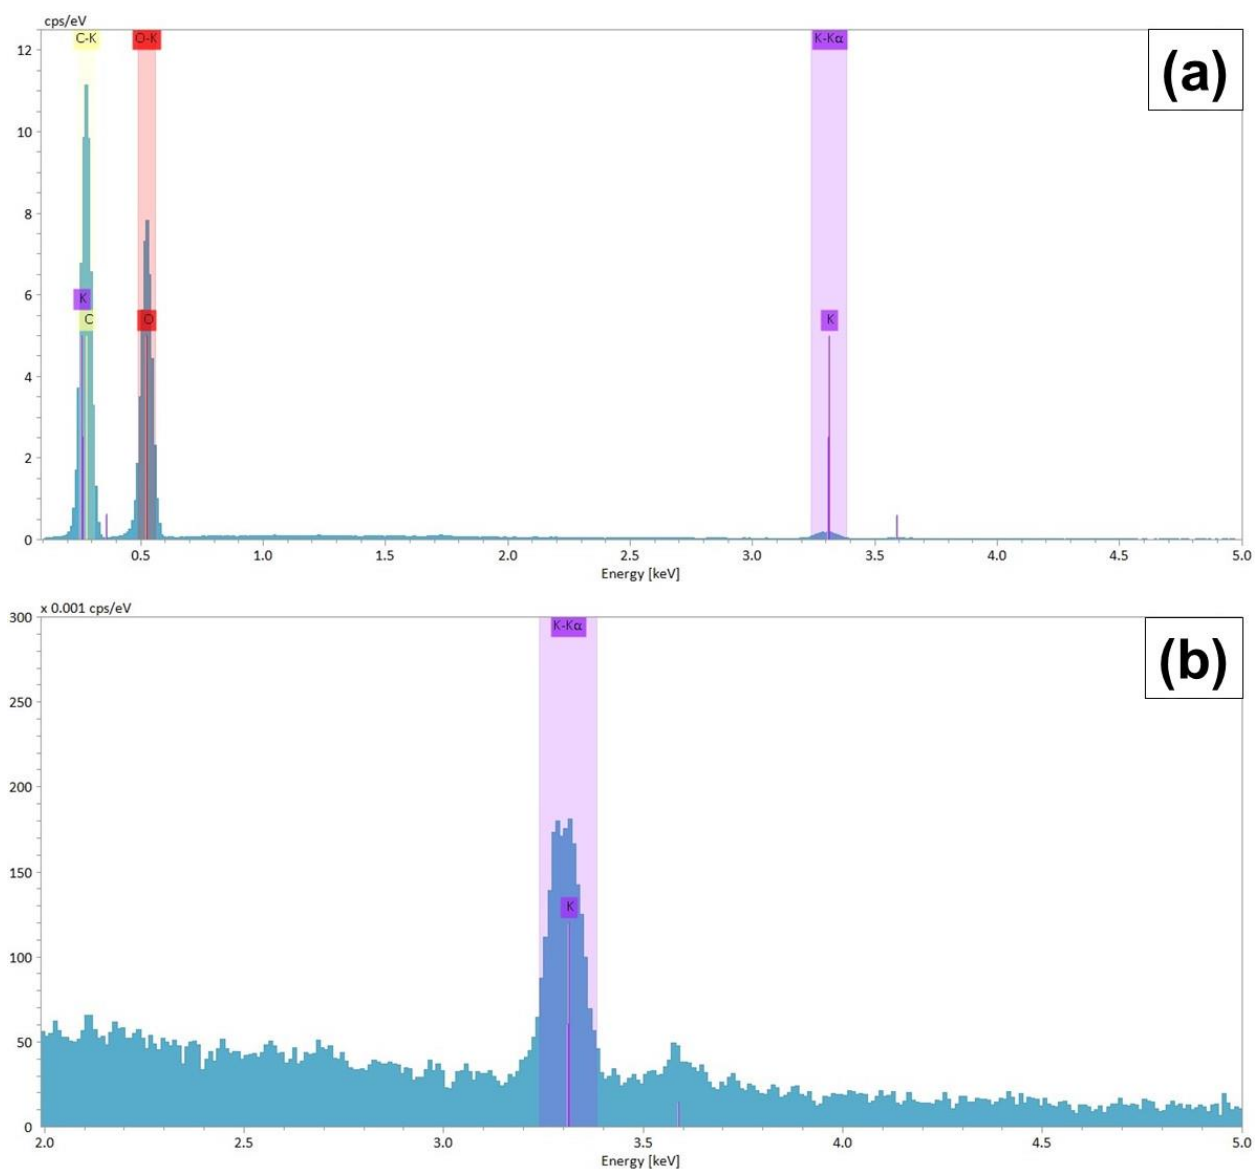 cps/eV
C-K O-K K-Kα
(a)
12
10
8
6
4
2
0
K
C O K
0.5 1.0 1.5 2.0 2.5 3.0 3.5 4.0 4.5 5.0
Energy [keV]
x 0.001 cps/eV
300
K-Kα
(b)
250
200
150
100
50
0
K
2.0 2.5 3.0 3.5 4.0 4.5 5.0
Energy [keV]